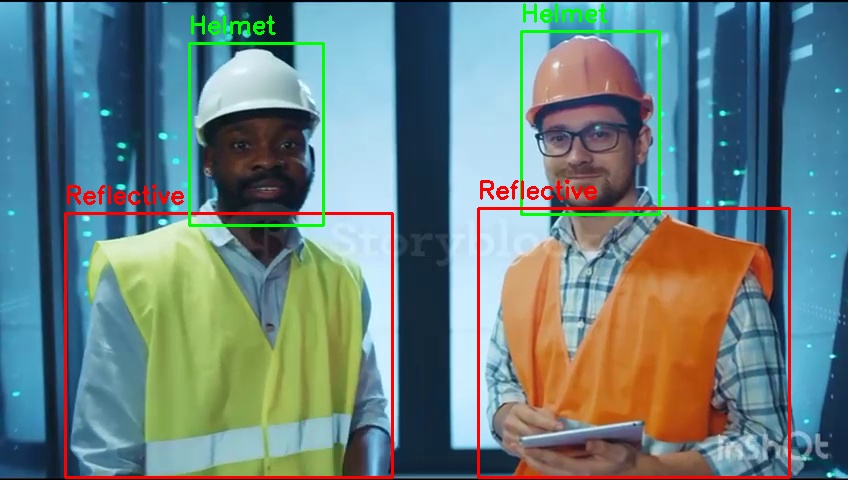 Helmet
Helmet
Reflective
Reflective
Storyblocks
InShOt